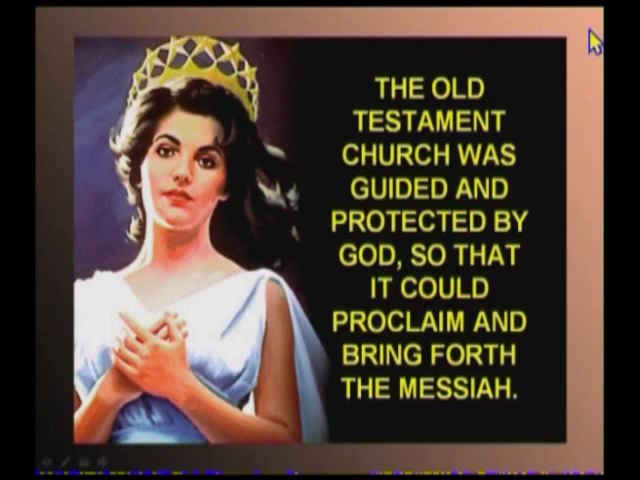 THE OLD
TESTAMENT
CHURCH WAS
GUIDED AND
PROTECTED BY
GOD, SO THAT
IT COULD
PROCLAIM AND
BRING FORTH
THE MESSIAH.